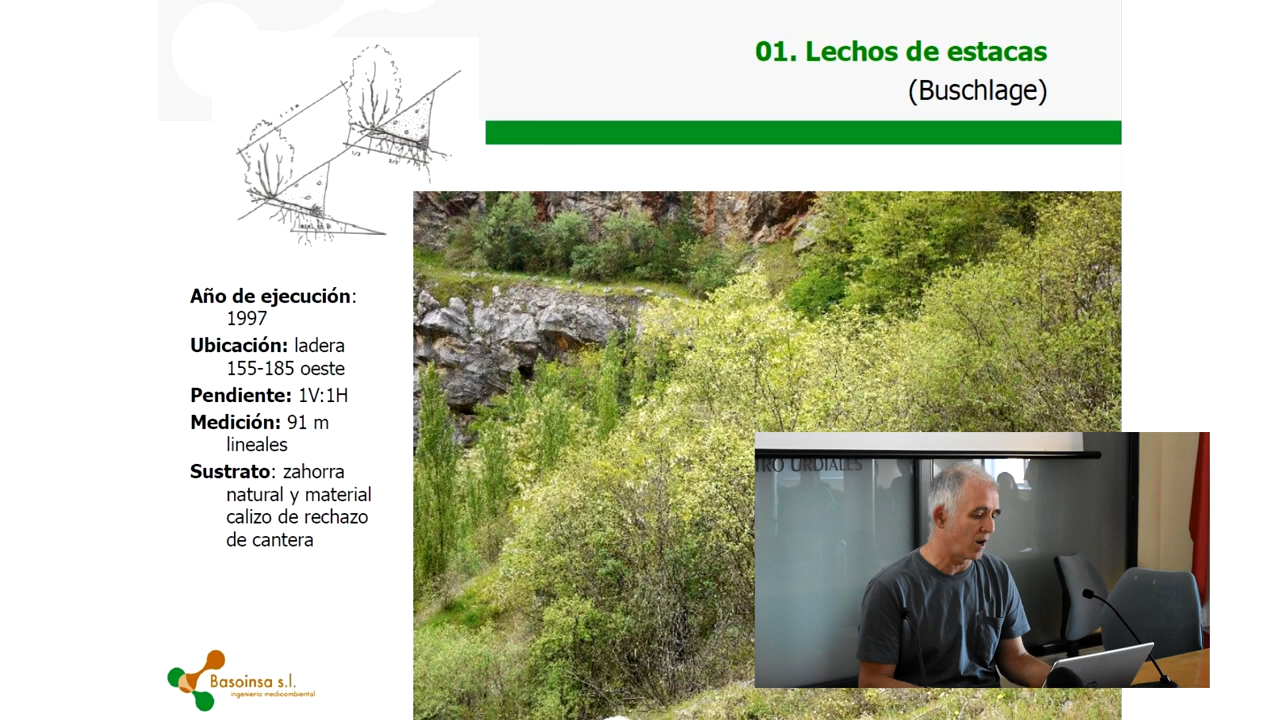 01. Lechos de estacas
(Buschlage)
Año de ejecución:
1997
Ubicación: ladera
155-185 oeste
Pendiente: 1V:1H
Medición: 91 m
lineales
Sustrato: zahorra
natural y material
calizo de rechazo
de cantera
TRO URDIALES
Basoinsa s.l.
ingeniería medioambiental